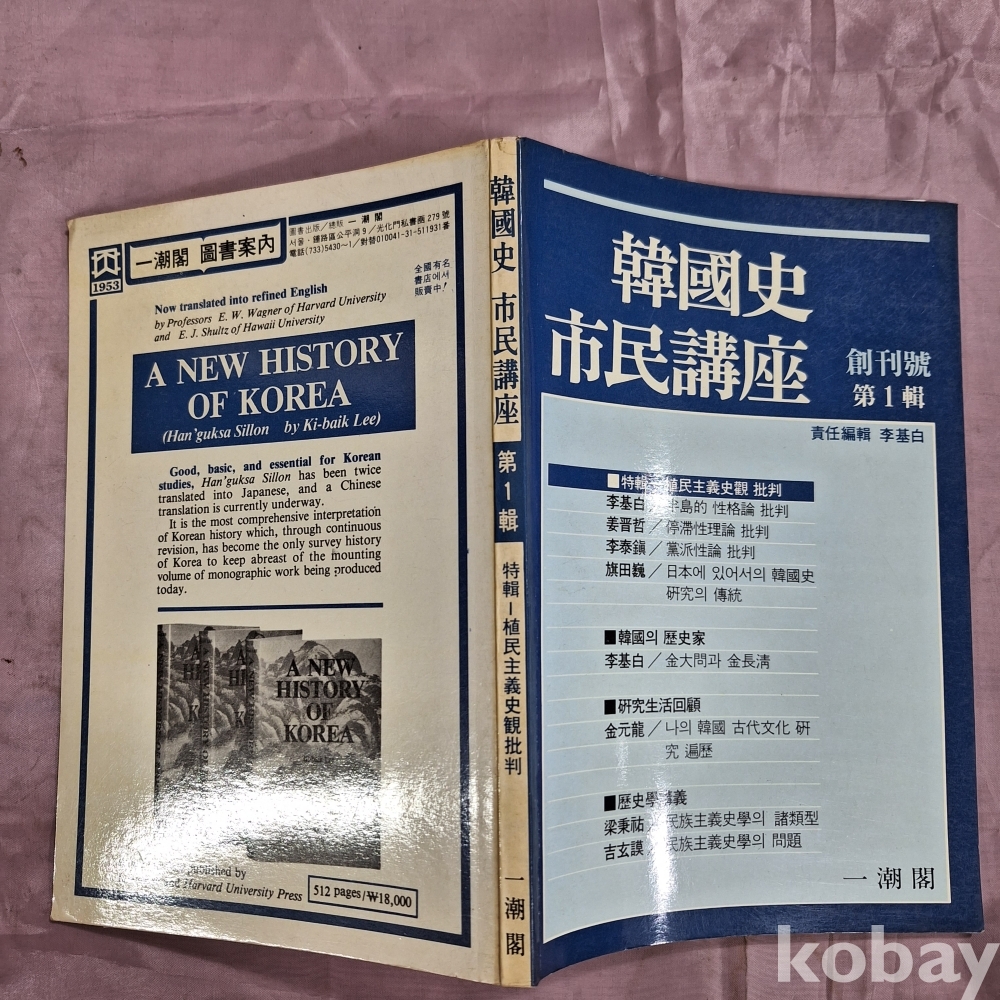 一潮閣 圖書案內
1953
圖書出版／總販 一潮閣
서울·鍾路區公平洞 9／光化門私書函 279號
電話(733)5430~1／對替010041-31-511931番
全國有名
書店에서
販賣中!
Now translated into refined English
by Professors E. W. Wagner of Harvard University
and E. J. Shultz of Hawaii University
A NEW HISTORY
OF KOREA
(Han'guksa Sillon by Ki-baik Lee)
Good, basic, and essential for Korean
studies, Han'guksa Sillon has been twice
translated into Japanese, and a Chinese
translation is currently underway.
It is the most comprehensive interpretation
of Korean history which, through continuous
revision, has become the only survey history
of Korea to keep abreast of the mounting
volume of monographic work being produced
today.
A NEW
HISTORY
OF
KOREA
published by
Harvard University Press
512 pages/₩18,000
韓國史 市民講座 第1輯 特輯-植民主義史観批判 一潮閣
韓國史
市民講座
創刊號
第1輯
責任編輯 李基白
■特輯-植民主義史觀 批判
李基白／半島的 性格論 批判
姜晋哲／停滯性理論 批判
李泰鎭／黨派性論 批判
旗田巍／日本에 있어서의 韓國史
研究의 傳統
■韓國의 歷史家
李基白／金大問과 金長淸
■硏究生活回顧
金元龍／나의 韓國 古代文化 硏
究 遍歷
■歷史學講義
梁秉祐／民族主義史學의 諸類型
吉玄謨／民族主義史學의 問題
一潮閣
kobay